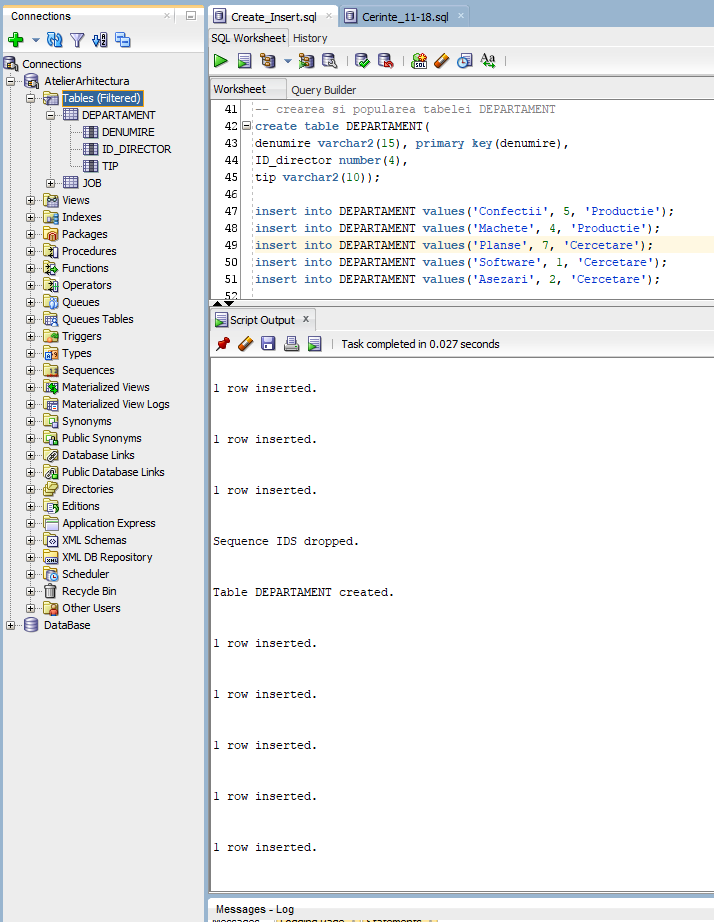 Connections
Connections
AtelierArhitectura
Tables (Filtered)
DEPARTAMENT
DENUMIRE
ID_DIRECTOR
TIP
JOB
Views
Indexes
Packages
Procedures
Functions
Operators
Queues
Queues Tables
Triggers
Types
Sequences
Materialized Views
Materialized View Logs
Synonyms
Public Synonyms
Database Links
Public Database Links
Directories
Editions
Application Express
XML Schemas
XML DB Repository
Scheduler
Recycle Bin
Other Users
DataBase
Create_Insert.sql Cerinte_11-18.sql
SQL Worksheet History
Worksheet Query Builder
41 -- crearea si popularea tabelei DEPARTAMENT
42 create table DEPARTAMENT(
43 denumire varchar2(15), primary key(denumire),
44 ID_director number(4),
45 tip varchar2(10));
46
47 insert into DEPARTAMENT values('Confectii', 5, 'Productie');
48 insert into DEPARTAMENT values('Machete', 4, 'Productie');
49 insert into DEPARTAMENT values('Planse', 7, 'Cercetare');
50 insert into DEPARTAMENT values('Software', 1, 'Cercetare');
51 insert into DEPARTAMENT values('Asezari', 2, 'Cercetare');
52
Script Output x
Task completed in 0.027 seconds
1 row inserted.
1 row inserted.
1 row inserted.
Sequence IDS dropped.
Table DEPARTAMENT created.
1 row inserted.
1 row inserted.
1 row inserted.
1 row inserted.
1 row inserted.
Messages - Log
Messages Logging Page Statements